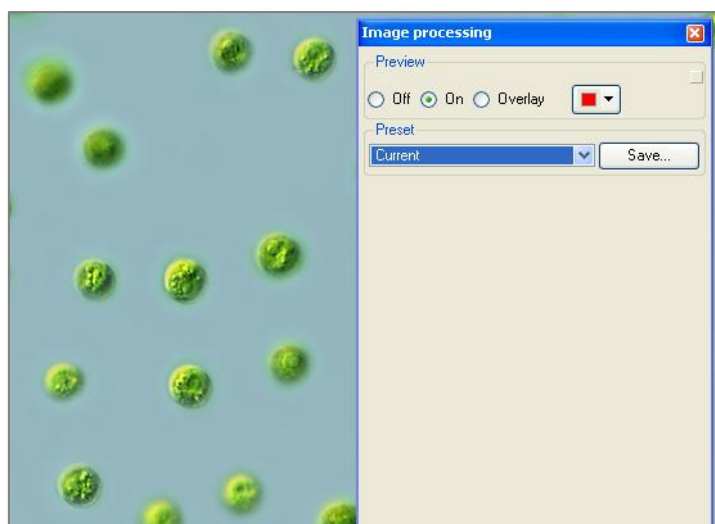 Image processing
Preview
Off On Overlay
Preset
Current Save...